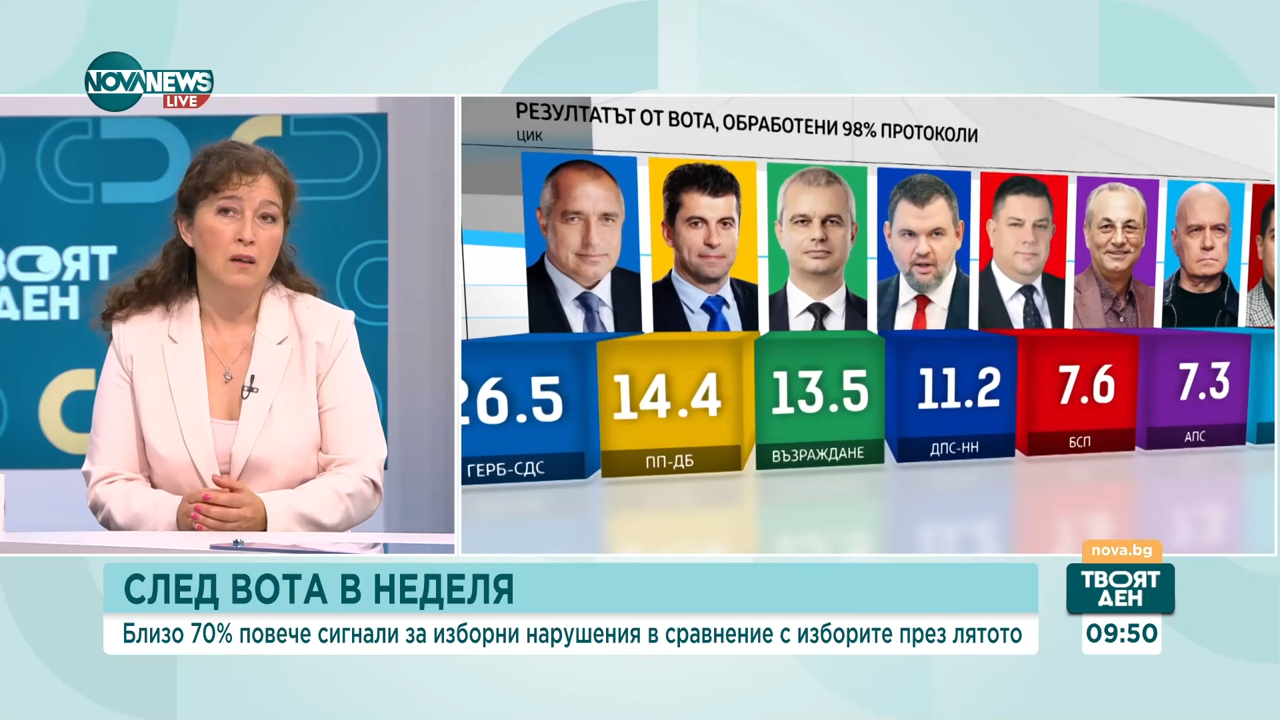 NOVANEWS
LIVE
РЕЗУЛТАТЪТ ОТ ВОТА, ОБРАБОТЕНИ 98% ПРОТОКОЛИ
ЦИК
ТВОЯТ
ДЕН
26.5
14.4
13.5
11.2
7.6
7.3
ГЕРБ-СДС
ПП-ДБ
ВЪЗРАЖДАНЕ
ДПС-НН
БСП
АПС
СЛЕД ВОТА В НЕДЕЛЯ
Близо 70% повече сигнали за изборни нарушения в сравнение с изборите през лятото
nova.bg
ТВОЯТ
ДЕН
09:50